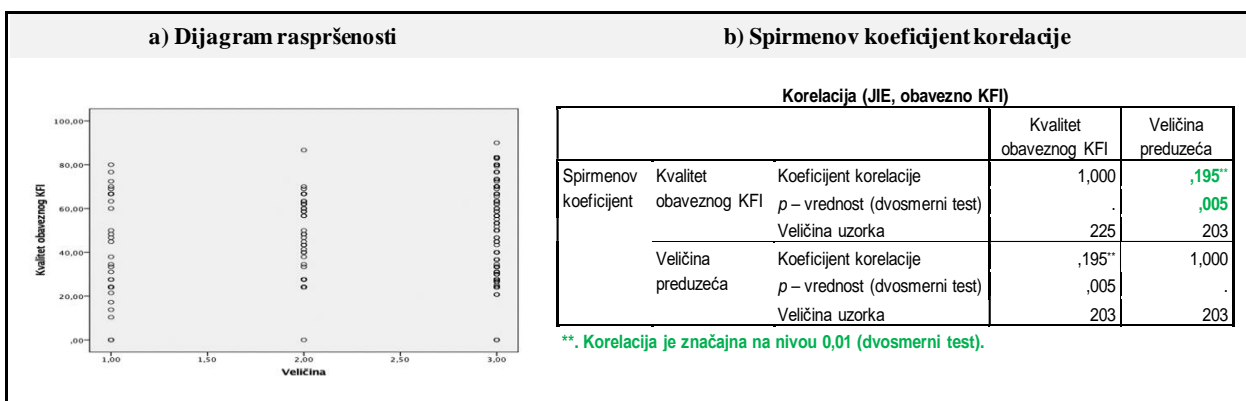 a) Dijagram raspršenosti
b) Spirmenov koeficijent korelacije
100,00
80,00
60,00
40,00
20,00
,00
Kvalitet obaveznog KFI
1,00 1,50 2,00 2,50 3,00
Veličina
Korelacija (JIE, obavezno KFI)
Kvalitet obaveznog KFI Veličina preduzeća
Spirmenov koeficijent Kvalitet obaveznog KFI Koeficijent korelacije 1,000 ,195**
p – vrednost (dvosmerni test) . ,005
Veličina uzorka 225 203
Veličina preduzeća Koeficijent korelacije ,195** 1,000
p – vrednost (dvosmerni test) ,005 .
Veličina uzorka 203 203
**. Korelacija je značajna na nivou 0,01 (dvosmerni test).